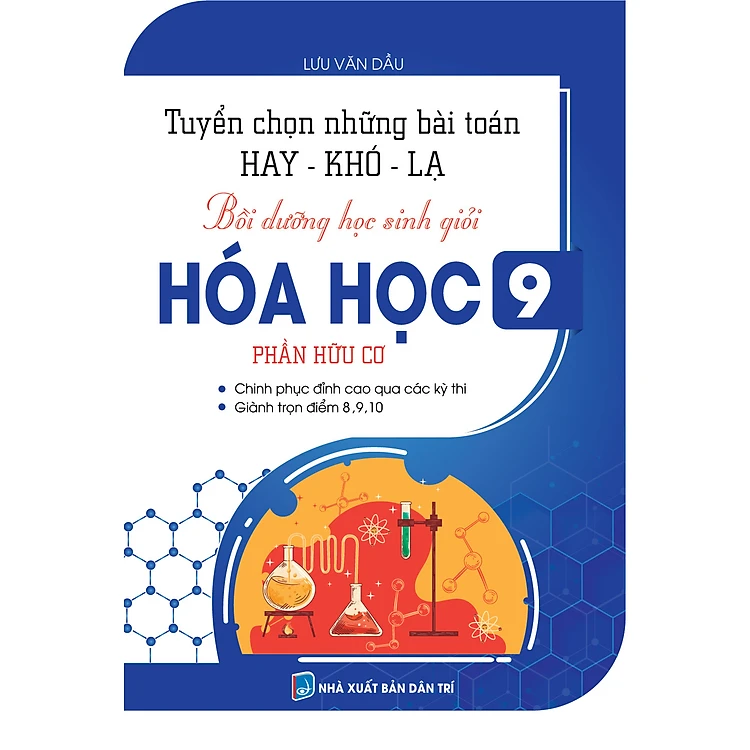 LƯU VĂN DẦU
Tuyển chọn những bài toán
HAY - KHÓ - LẠ
Bồi dưỡng học sinh giỏi
HÓA HỌC 9
PHẦN HỮU CƠ
• Chinh phục đỉnh cao qua các kỳ thi
• Giành trọn điểm 8,9,10
NHÀ XUẤT BẢN DÂN TRÍ